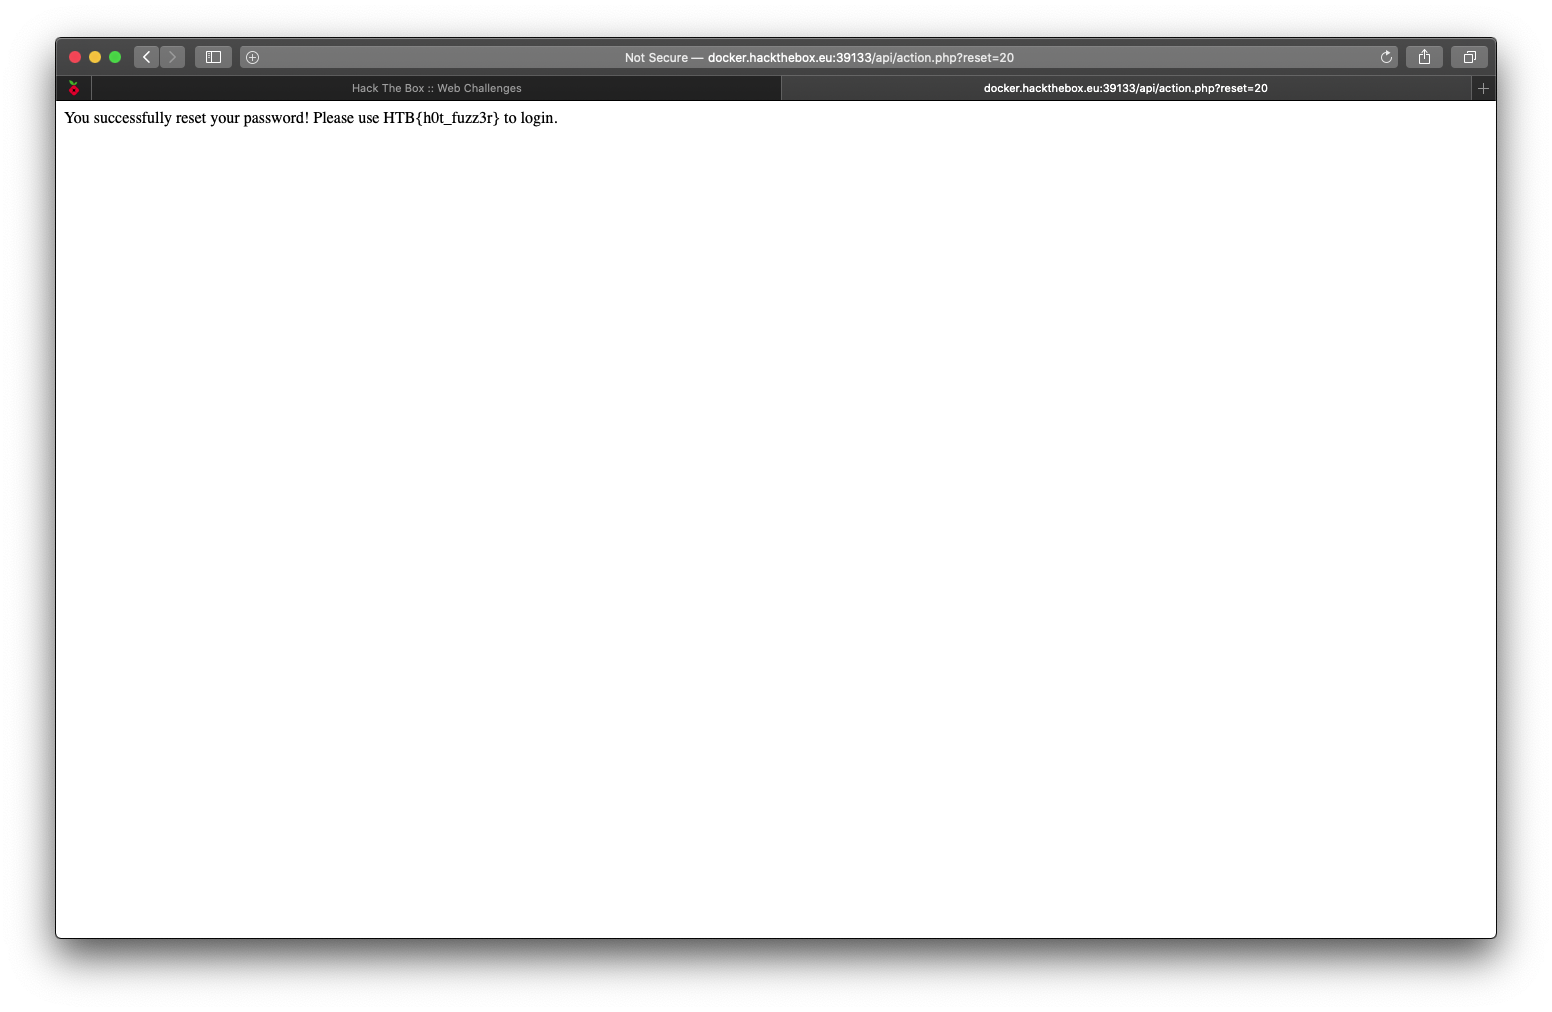 Not Secure — docker.hackthebox.eu:39133/api/action.php?reset=20
Hack The Box :: Web Challenges
docker.hackthebox.eu:39133/api/action.php?reset=20
You successfully reset your password! Please use HTB{h0t_fuzz3r} to login.